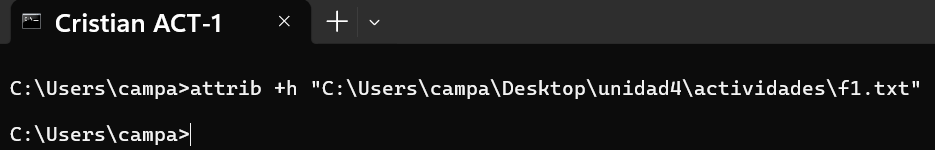 Cristian ACT-1
C:\Users\campa>attrib +h "C:\Users\campa\Desktop\unidad4\actividades\f1.txt"
C:\Users\campa>